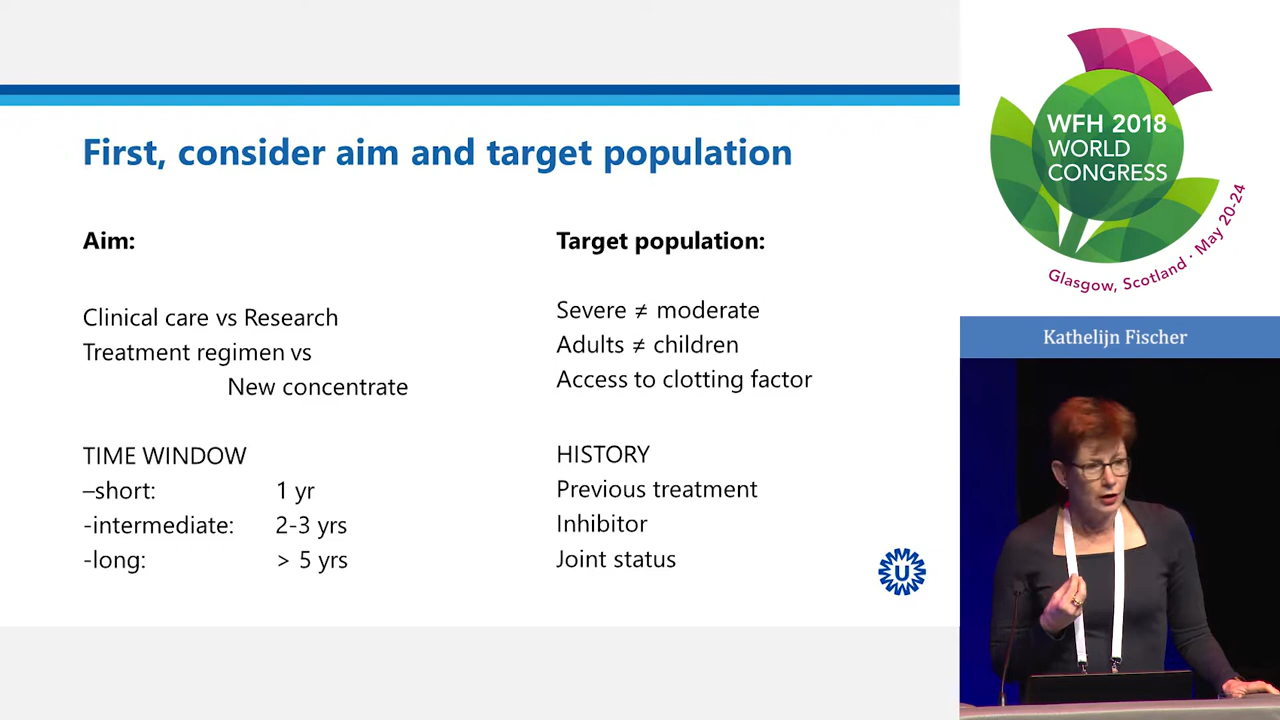 First, consider aim and target population
Aim:
Clinical care vs Research
Treatment regimen vs
New concentrate
TIME WINDOW
–short: 1 yr
-intermediate: 2-3 yrs
-long: > 5 yrs
Target population:
Severe ≠ moderate
Adults ≠ children
Access to clotting factor
HISTORY
Previous treatment
Inhibitor
Joint status
U
WFH 2018
WORLD
CONGRESS
Glasgow, Scotland · May 20-24
Kathelijn Fischer